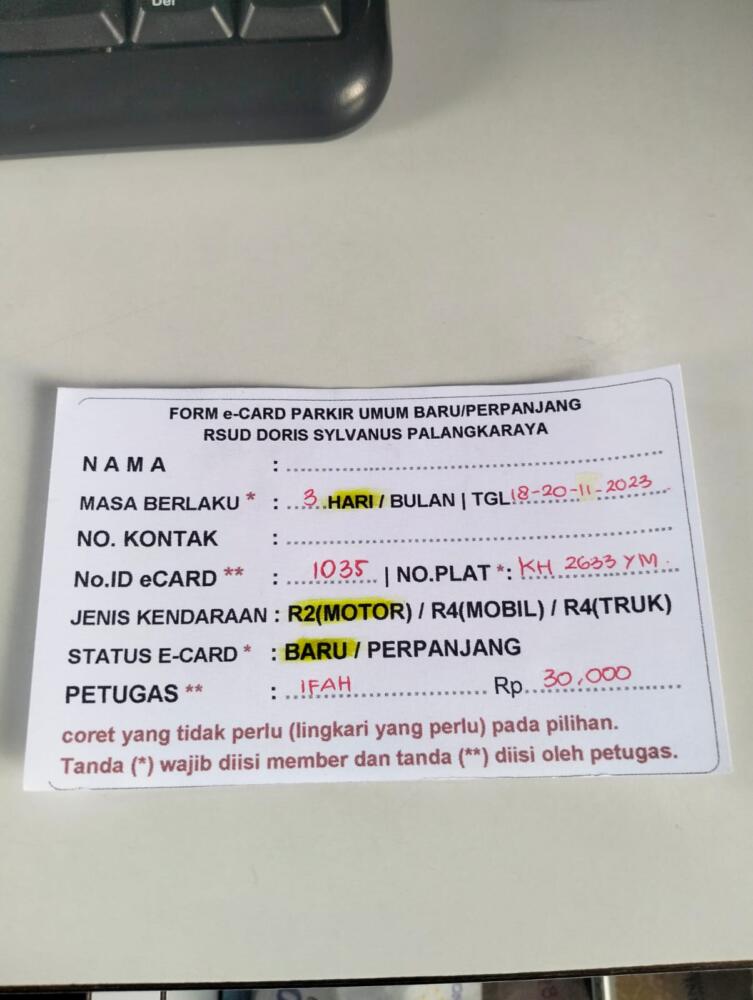 Del
FORM e-CARD PARKIR UMUM BARU/PERPANJANG
RSUD DORIS SYLVANUS PALANGKARAYA
NAMA : 
MASA BERLAKU * : 3 HARI / BULAN | TGL 18-20-11-2023
NO. KONTAK :
No.ID eCARD ** : 1035 | NO.PLAT *: KH 2633 YM
JENIS KENDARAAN : R2(MOTOR) / R4(MOBIL) / R4(TRUK)
STATUS E-CARD * : BARU / PERPANJANG
PETUGAS ** : IFAH Rp. 30.000
coret yang tidak perlu (lingkari yang perlu) pada pilihan.
Tanda (*) wajib diisi member dan tanda (**) diisi oleh petugas.